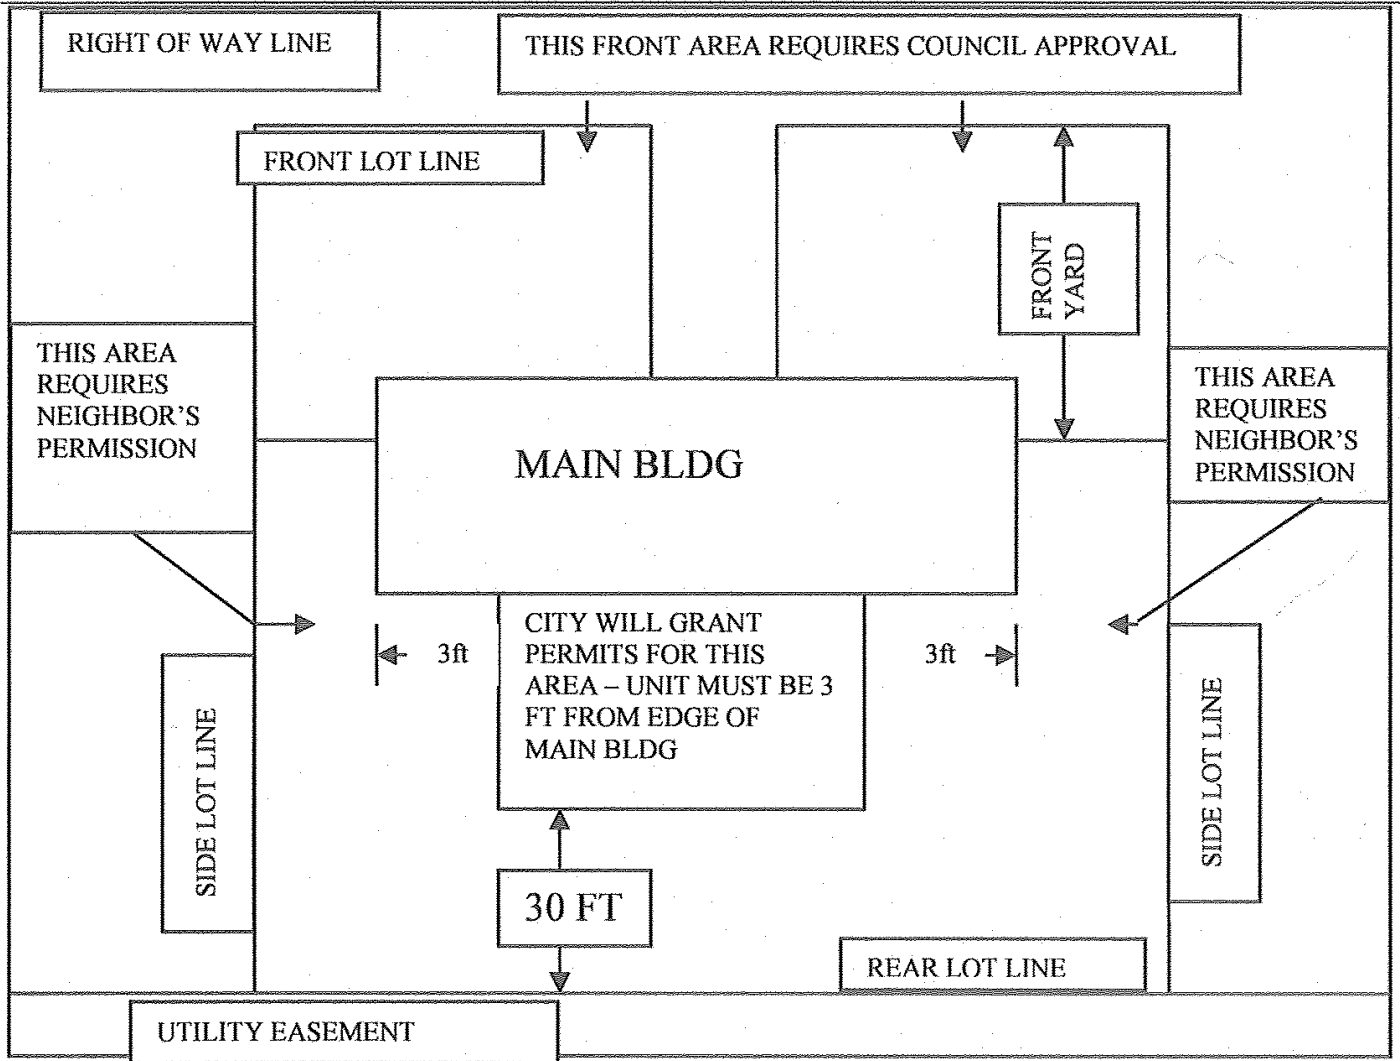 RIGHT OF WAY LINE
THIS FRONT AREA REQUIRES COUNCIL APPROVAL
FRONT LOT LINE
FRONT
YARD
THIS AREA
REQUIRES
NEIGHBOR'S
PERMISSION
THIS AREA
REQUIRES
NEIGHBOR'S
PERMISSION
MAIN BLDG
3ft
CITY WILL GRANT
PERMITS FOR THIS
AREA – UNIT MUST BE 3
FT FROM EDGE OF
MAIN BLDG
3ft
SIDE LOT LINE
SIDE LOT LINE
30 FT
REAR LOT LINE
UTILITY EASEMENT